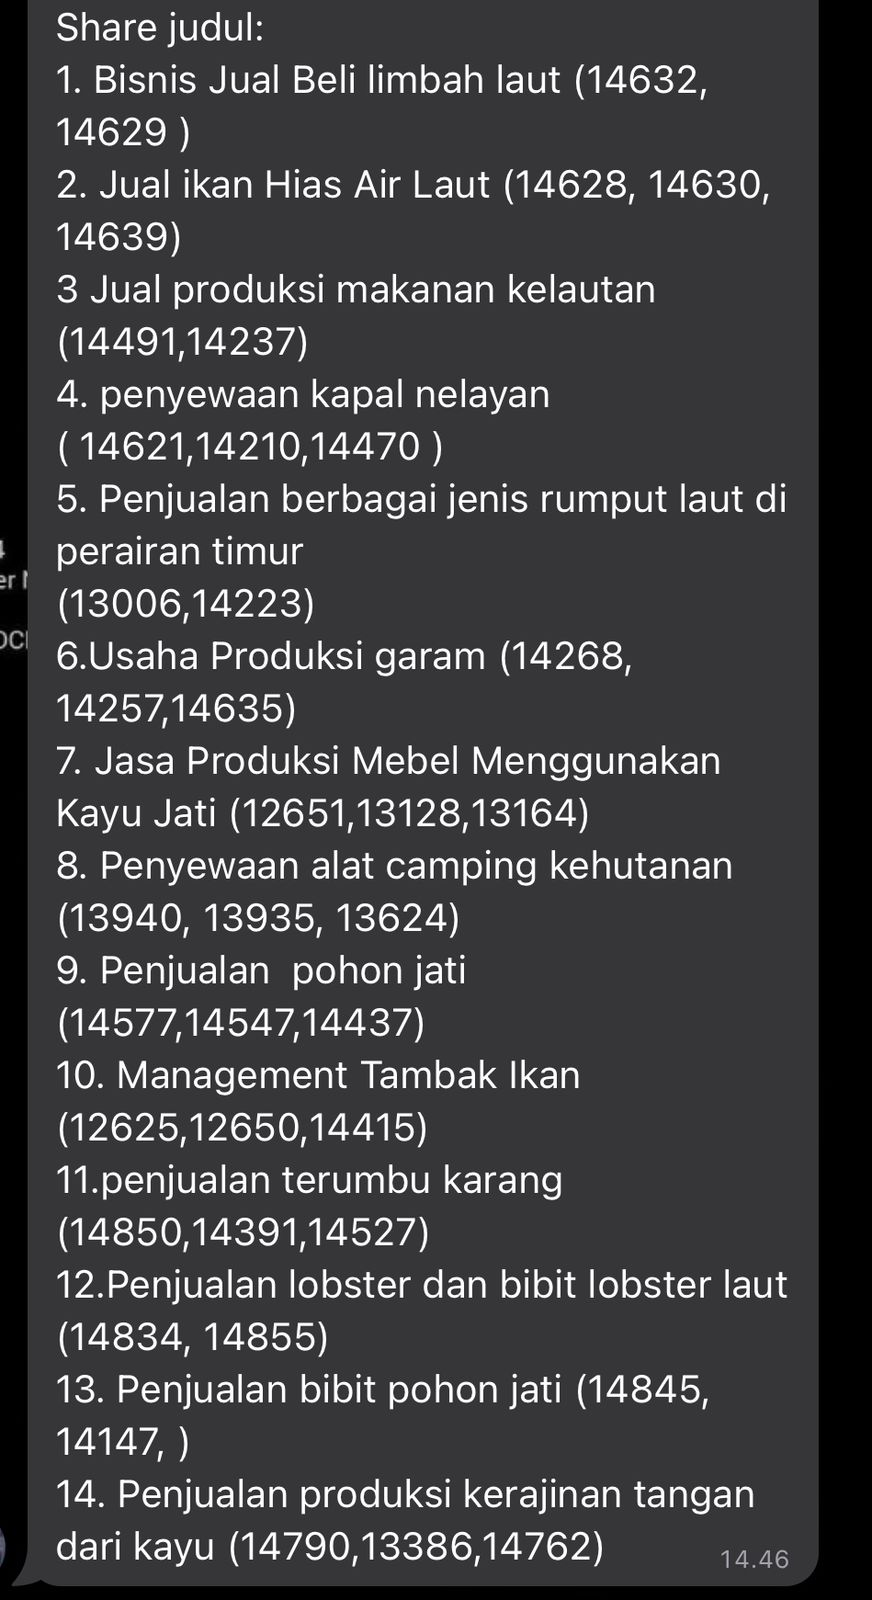 Share judul:
1. Bisnis Jual Beli limbah laut (14632,
14629 )
2. Jual ikan Hias Air Laut (14628, 14630,
14639)
3 Jual produksi makanan kelautan
(14491,14237)
4. penyewaan kapal nelayan
( 14621,14210,14470 )
5. Penjualan berbagai jenis rumput laut di
perairan timur
(13006,14223)
6.Usaha Produksi garam (14268,
14257,14635)
7. Jasa Produksi Mebel Menggunakan
Kayu Jati (12651,13128,13164)
8. Penyewaan alat camping kehutanan
(13940, 13935, 13624)
9. Penjualan  pohon jati
(14577,14547,14437)
10. Management Tambak Ikan
(12625,12650,14415)
11.penjualan terumbu karang
(14850,14391,14527)
12.Penjualan lobster dan bibit lobster laut
(14834, 14855)
13. Penjualan bibit pohon jati (14845,
14147, )
14. Penjualan produksi kerajinan tangan
dari kayu (14790,13386,14762)
14.46